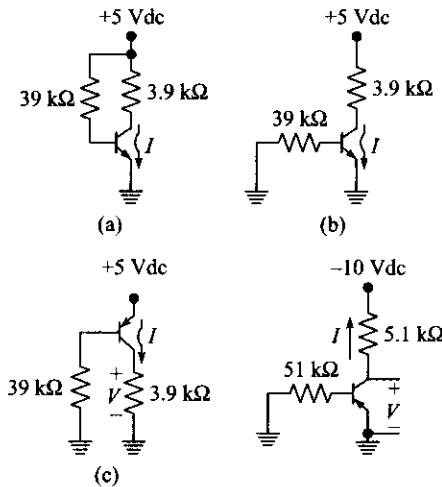 +5 Vdc
39 kΩ
3.9 kΩ
I
(a)
+5 Vdc
3.9 kΩ
39 kΩ
I
(b)
+5 Vdc
I
39 kΩ
+
V
−
3.9 kΩ
(c)
−10 Vdc
I
5.1 kΩ
51 kΩ
+
V
−